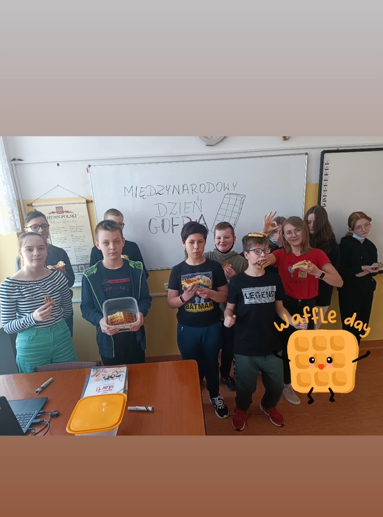 MIĘDZYNARODOWY
DZIEŃ
GOFRA
BATMAN
LEGEND
waffle day